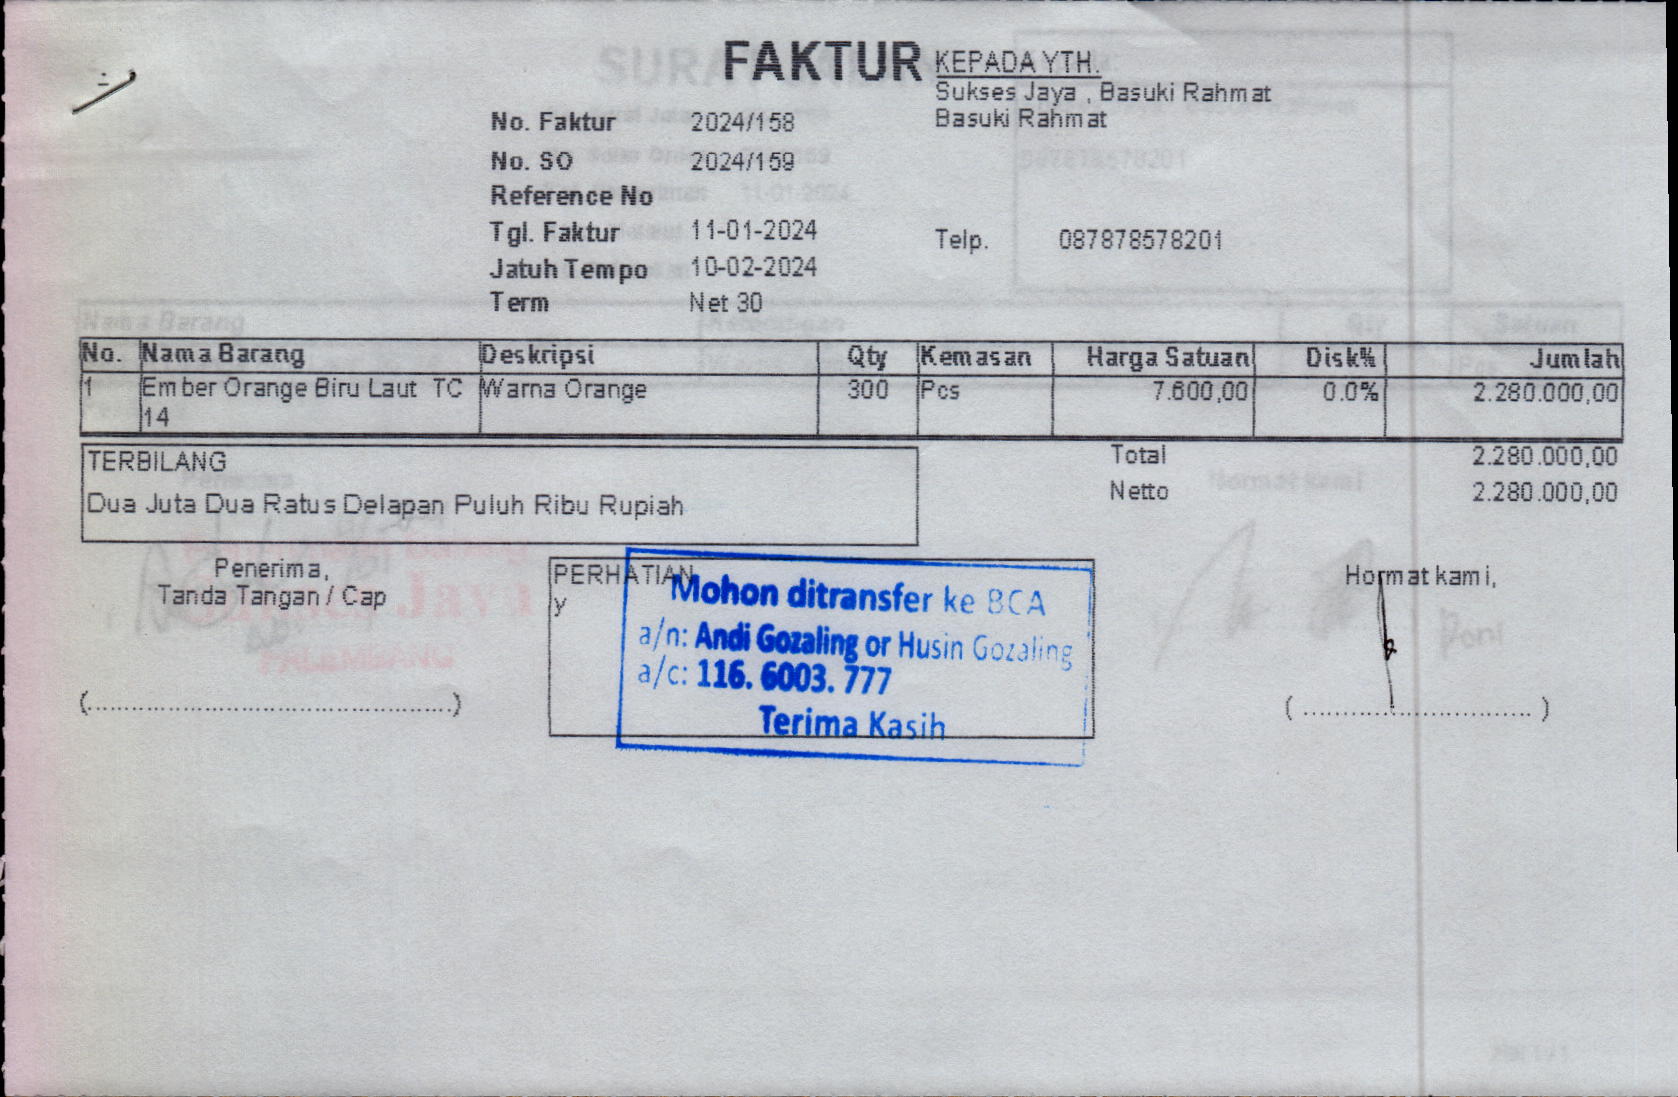 FAKTUR
KEPADA YTH.
Sukses Jaya , Basuki Rahmat
Basuki Rahmat
No. Faktur 2024/158
No. SO 2024/159
Reference No
Tgl. Faktur 11-01-2024
Telp. 087878578201
Jatuh Tempo 10-02-2024
Term Net 30
No. Nama Barang Deskripsi Qty Kemasan Harga Satuan Disk% Jumlah
1 Ember Orange Biru Laut TC Warna Orange 300 Pcs 7.600,00 0.0% 2.280.000,00
14
TERBILANG
Dua Juta Dua Ratus Delapan Puluh Ribu Rupiah
Total 2.280.000,00
Netto 2.280.000,00
Penerima,
Tanda Tangan / Cap
(................................................)
PERHATIAN
y
Mohon ditransfer ke BCA
a/n: Andi Gozaling or Husin Gozaling
a/c: 116. 6003. 777
Terima Kasih
Hormat kami,
( ................................ )